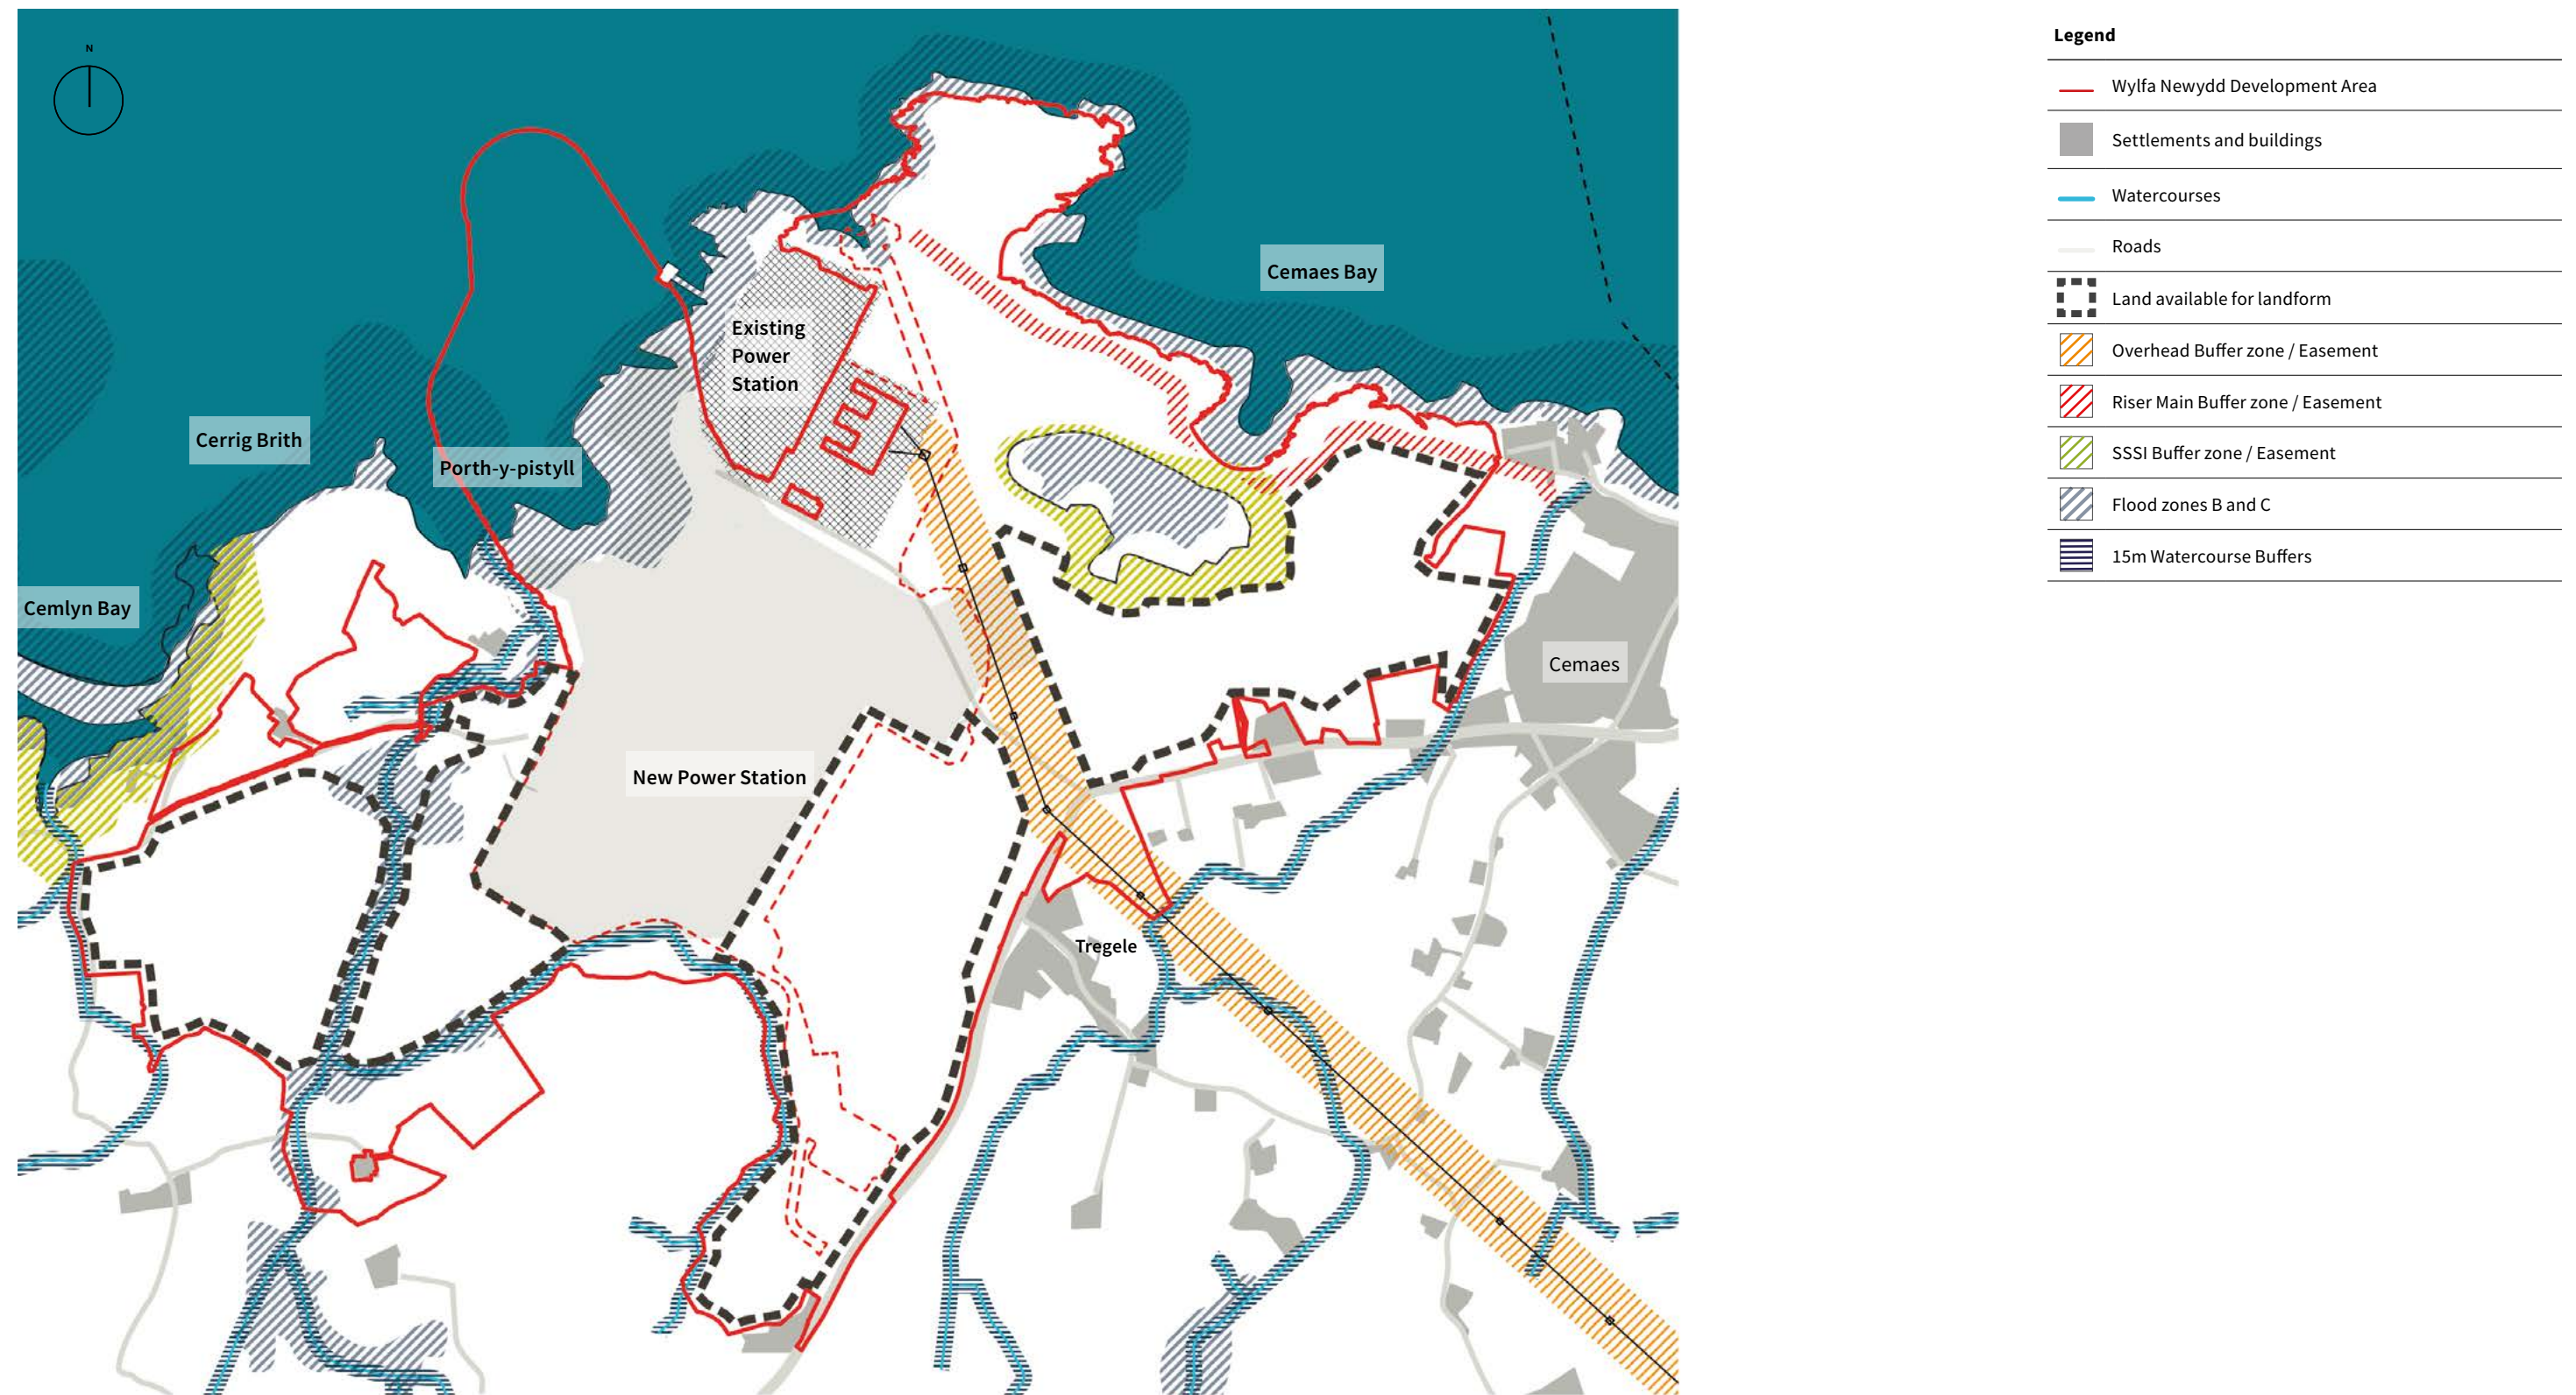 N
Cemaes Bay
Existing
Power
Station
Cerrig Brith
Porth-y-pistyll
Cemlyn Bay
Cemaes
New Power Station
Tregele
Legend
Wylfa Newydd Development Area
Settlements and buildings
Watercourses
Roads
Land available for landform
Overhead Buffer zone / Easement
Riser Main Buffer zone / Easement
SSSI Buffer zone / Easement
Flood zones B and C
15m Watercourse Buffers